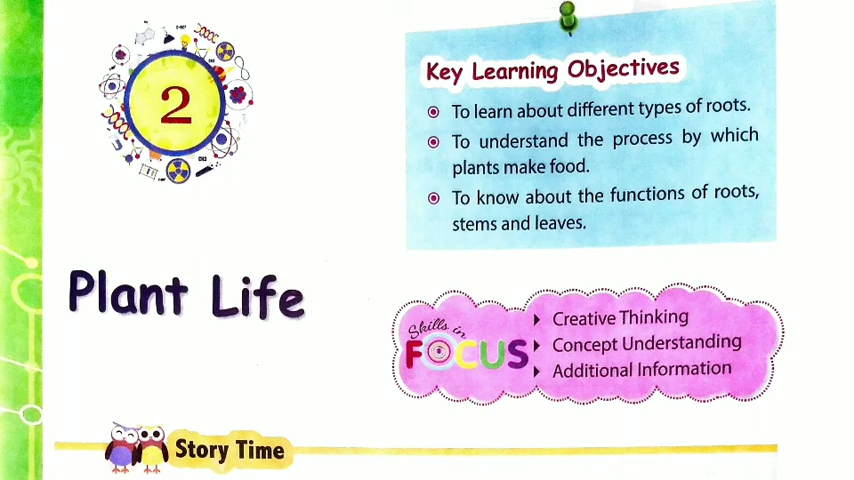 2
Key Learning Objectives
To learn about different types of roots.
To understand the process by which
plants make food.
To know about the functions of roots,
stems and leaves.
Plant Life
Skills in
FOCUS
Creative Thinking
Concept Understanding
Additional Information
Story Time